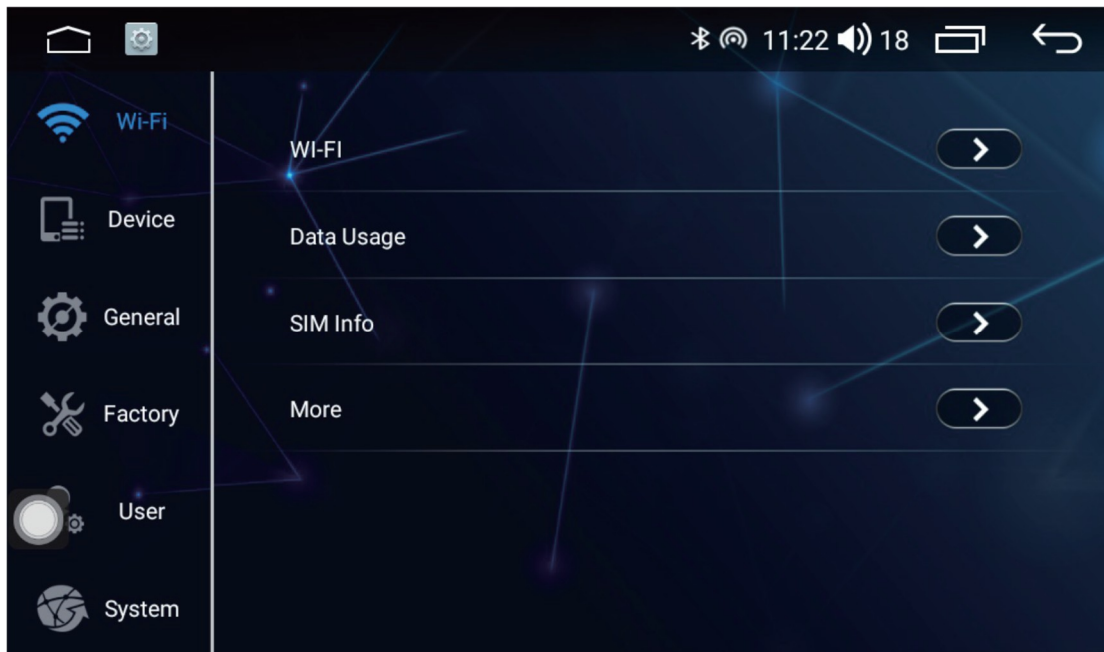 11:22 18
Wi-Fi
Device
General
Factory
User
System
WI-FI
Data Usage
SIM Info
More